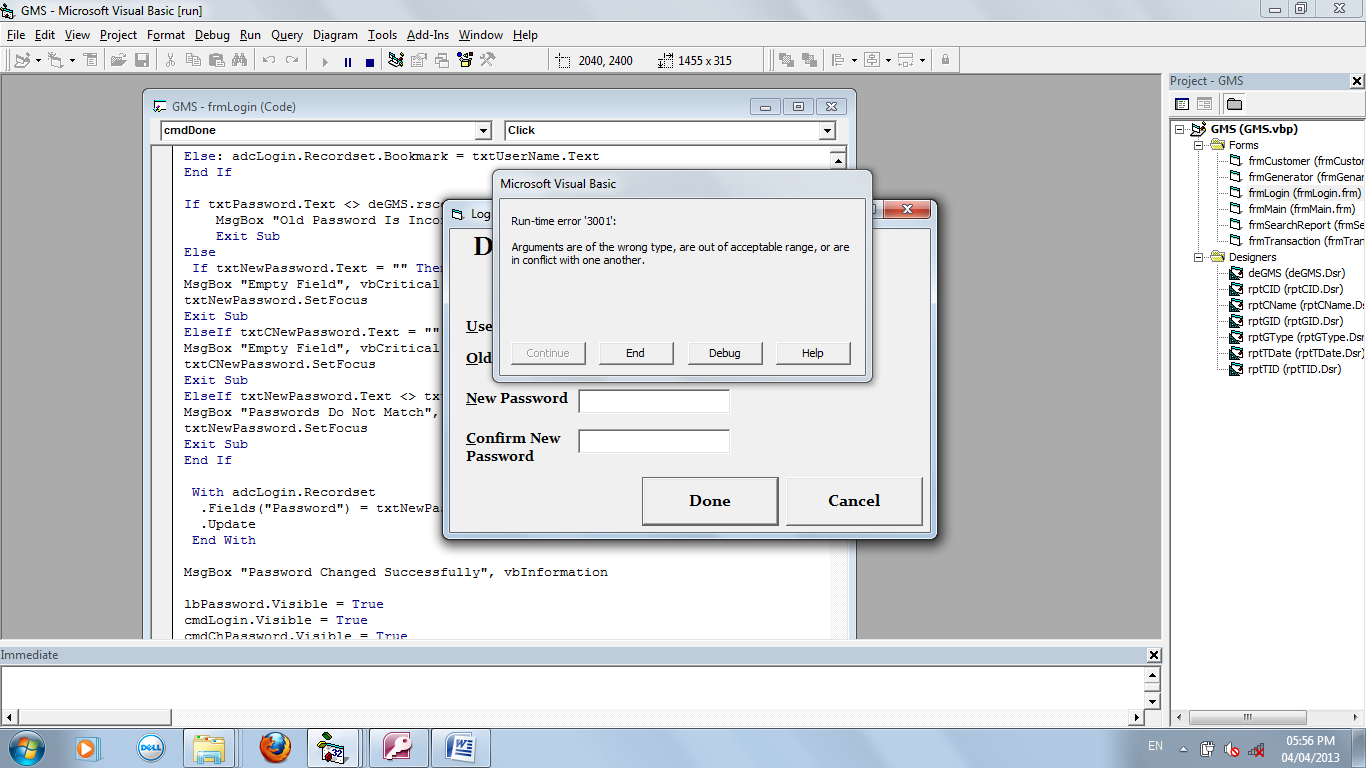 GMS - Microsoft Visual Basic [run]
File Edit View Project Format Debug Run Query Diagram Tools Add-Ins Window Help
2040, 2400 1455 x 315
GMS - frmLogin (Code)
cmdDone Click
Else: adcLogin.Recordset.Bookmark = txtUserName.Text
End If
If txtPassword.Text <> deGMS.rsc
MsgBox "Old Password Is Inco
Exit Sub
Else
If txtNewPassword.Text = "" The
MsgBox "Empty Field", vbCritical
txtNewPassword.SetFocus
Exit Sub
ElseIf txtCNewPassword.Text = ""
MsgBox "Empty Field", vbCritical
txtCNewPassword.SetFocus
Exit Sub
ElseIf txtNewPassword.Text <> tx
MsgBox "Passwords Do Not Match",
txtNewPassword.SetFocus
Exit Sub
End If
With adcLogin.Recordset
.Fields("Password") = txtNewPa
.Update
End With
MsgBox "Password Changed Successfully", vbInformation
lbPassword.Visible = True
cmdLogin.Visible = True
cmdChPassword.Visible = True
Log
D
Use
Old
New Password
Confirm New
Password
Done Cancel
Microsoft Visual Basic
Run-time error '3001':
Arguments are of the wrong type, are out of acceptable range, or are
in conflict with one another.
Continue End Debug Help
Project - GMS
GMS (GMS.vbp)
Forms
frmCustomer (frmCustor
frmGenerator (frmGenar
frmLogin (frmLogin.frm)
frmMain (frmMain.frm)
frmSearchReport (frmSe
frmTransaction (frmTran
Designers
deGMS (deGMS.Dsr)
rptCID (rptCID.Dsr)
rptCName (rptCName.Ds
rptGID (rptGID.Dsr)
rptGType (rptGType.Dsr
rptTDate (rptTDate.Dsr)
rptTID (rptTID.Dsr)
Immediate
DELL
32
EN
05:56 PM
04/04/2013